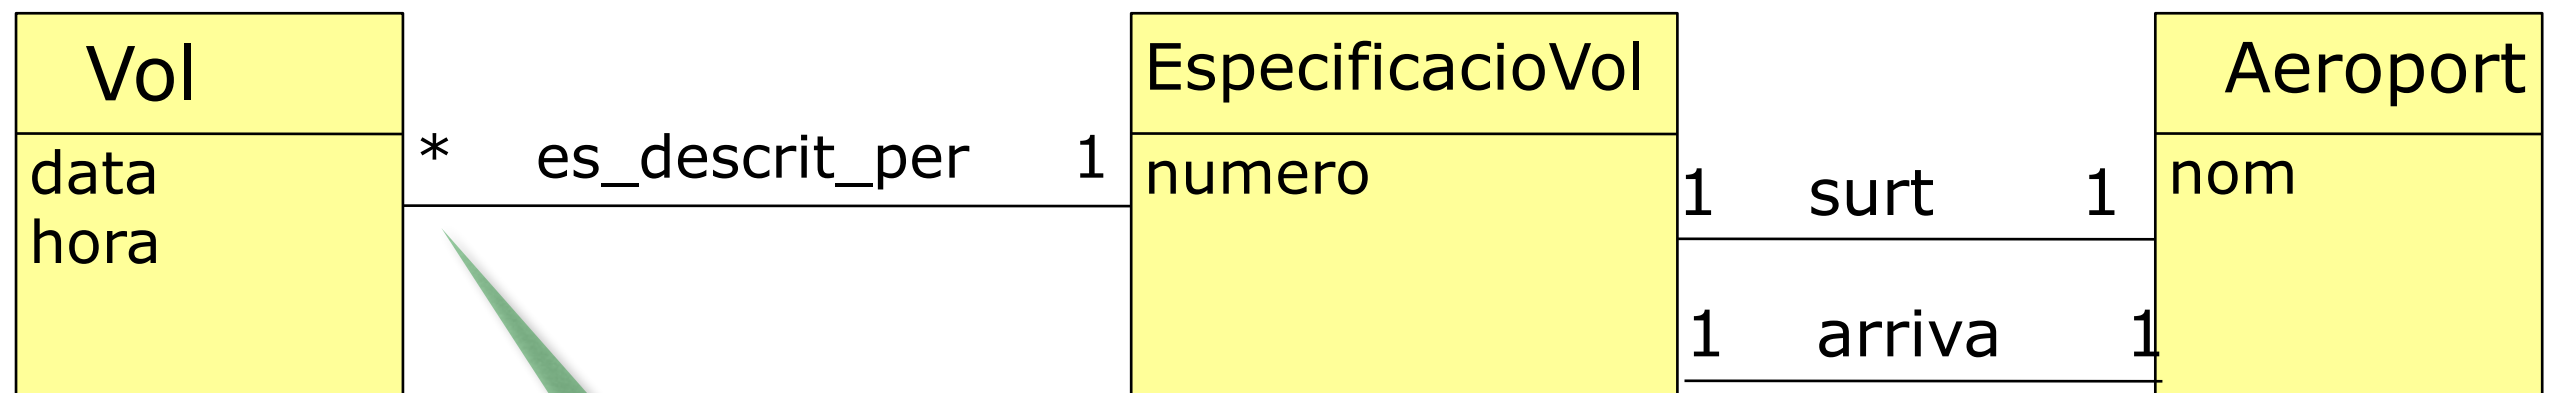 Vol
data
hora
* es_descrit_per 1
EspecificacioVol
numero
1 surt 1
1 arriva 1
Aeroport
nom